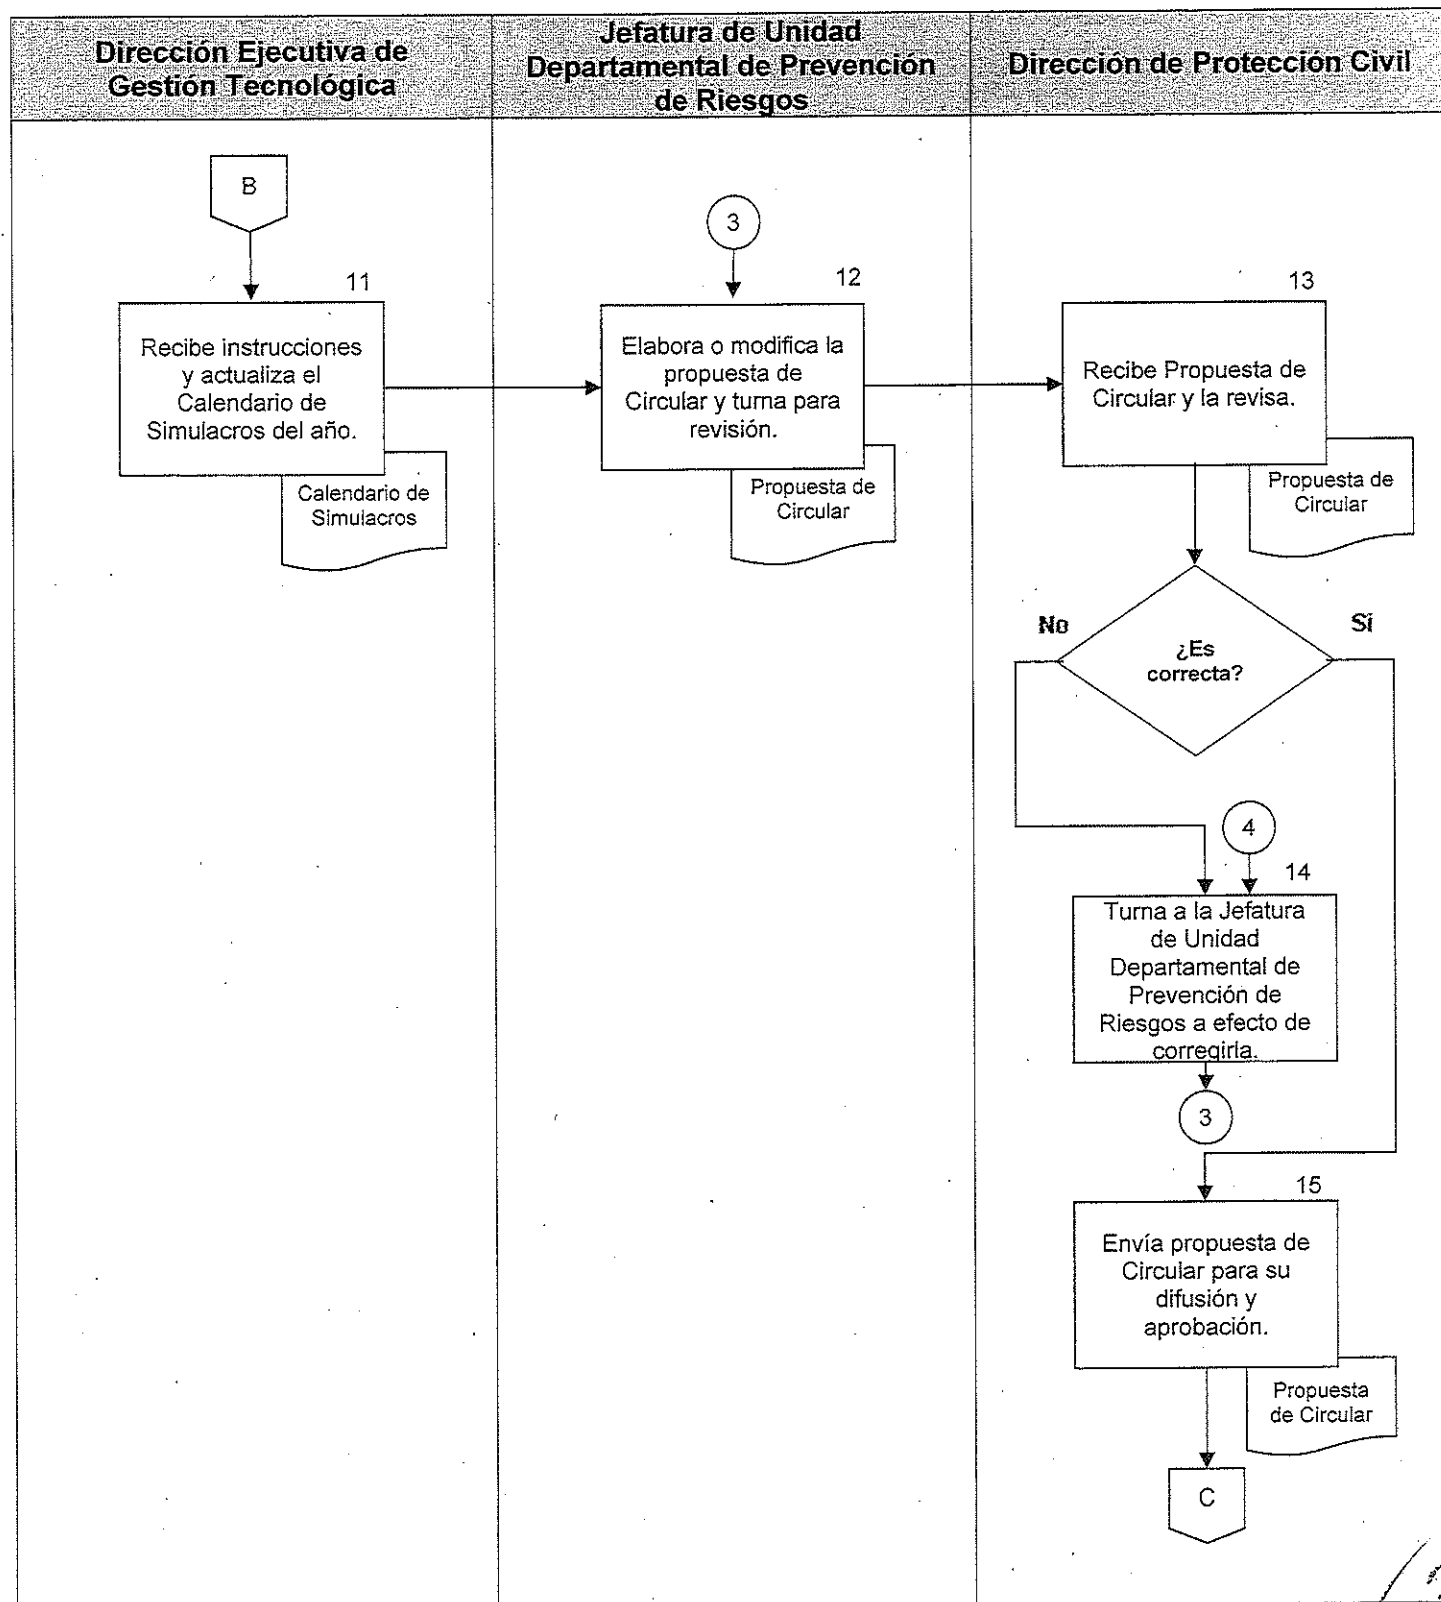 Dirección Ejecutiva de
Gestión Tecnológica
Jefatura de Unidad
Departamental de Prevención
de Riesgos
Dirección de Protección Civil
B
11
Recibe instrucciones
y actualiza el
Calendario de
Simulacros del año.
Calendario de
Simulacros
3
12
Elabora o modifica la
propuesta de
Circular y turna para
revisión.
Propuesta de
Circular
13
Recibe Propuesta de
Circular y la revisa.
Propuesta de
Circular
No
Sí
¿Es
correcta?
4
14
Turna a la Jefatura
de Unidad
Departamental de
Prevención de
Riesgos a efecto de
corregirla.
3
15
Envía propuesta de
Circular para su
difusión y
aprobación.
Propuesta
de Circular
C